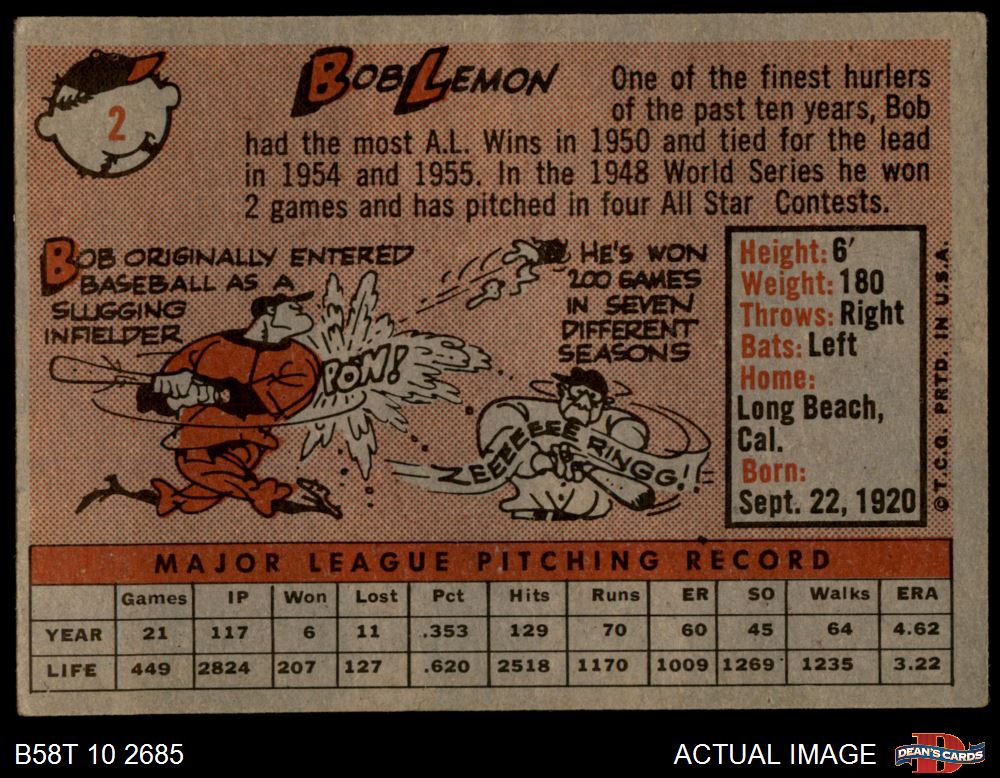 2
BOB LEMON
One of the finest hurlers
of the past ten years, Bob
had the most A.L. Wins in 1950 and tied for the lead
in 1954 and 1955. In the 1948 World Series he won
2 games and has pitched in four All Star Contests.
BOB ORIGINALLY ENTERED
BASEBALL AS A
SLUGGING
INFIELDER
POW!
HE'S WON
200 GAMES
IN SEVEN
DIFFERENT
SEASONS
ZEEEEEEEE RINGG!!
Height: 6'
Weight: 180
Throws: Right
Bats: Left
Home:
Long Beach,
Cal.
Born:
Sept. 22, 1920
© T.C.G. PRTD. IN U.S.A.
MAJOR LEAGUE PITCHING RECORD
Games IP Won Lost Pct Hits Runs ER SO Walks ERA
YEAR 21 117 6 11 .353 129 70 60 45 64 4.62
LIFE 449 2824 207 127 .620 2518 1170 1009 1269 1235 3.22
B58T 10 2685
ACTUAL IMAGE
D
DEAN'S CARDS